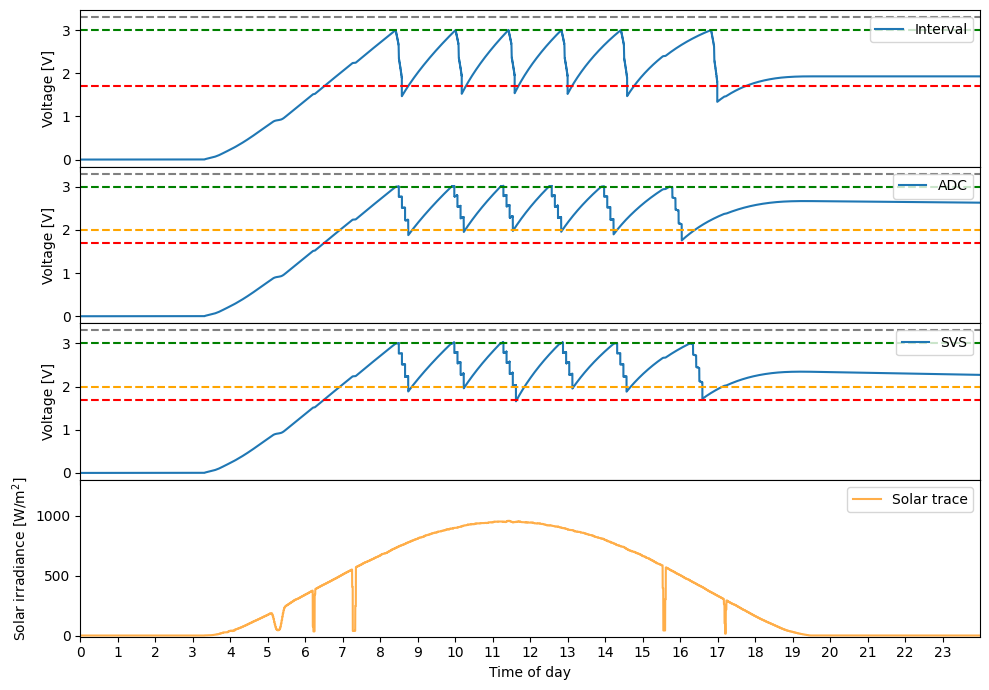 Voltage [V]
3
2
1
0
Interval
Voltage [V]
3
2
1
0
ADC
Voltage [V]
3
2
1
0
SVS
Solar irradiance [W/m²]
1000
500
0
Solar trace
0 1 2 3 4 5 6 7 8 9 10 11 12 13 14 15 16 17 18 19 20 21 22 23
Time of day